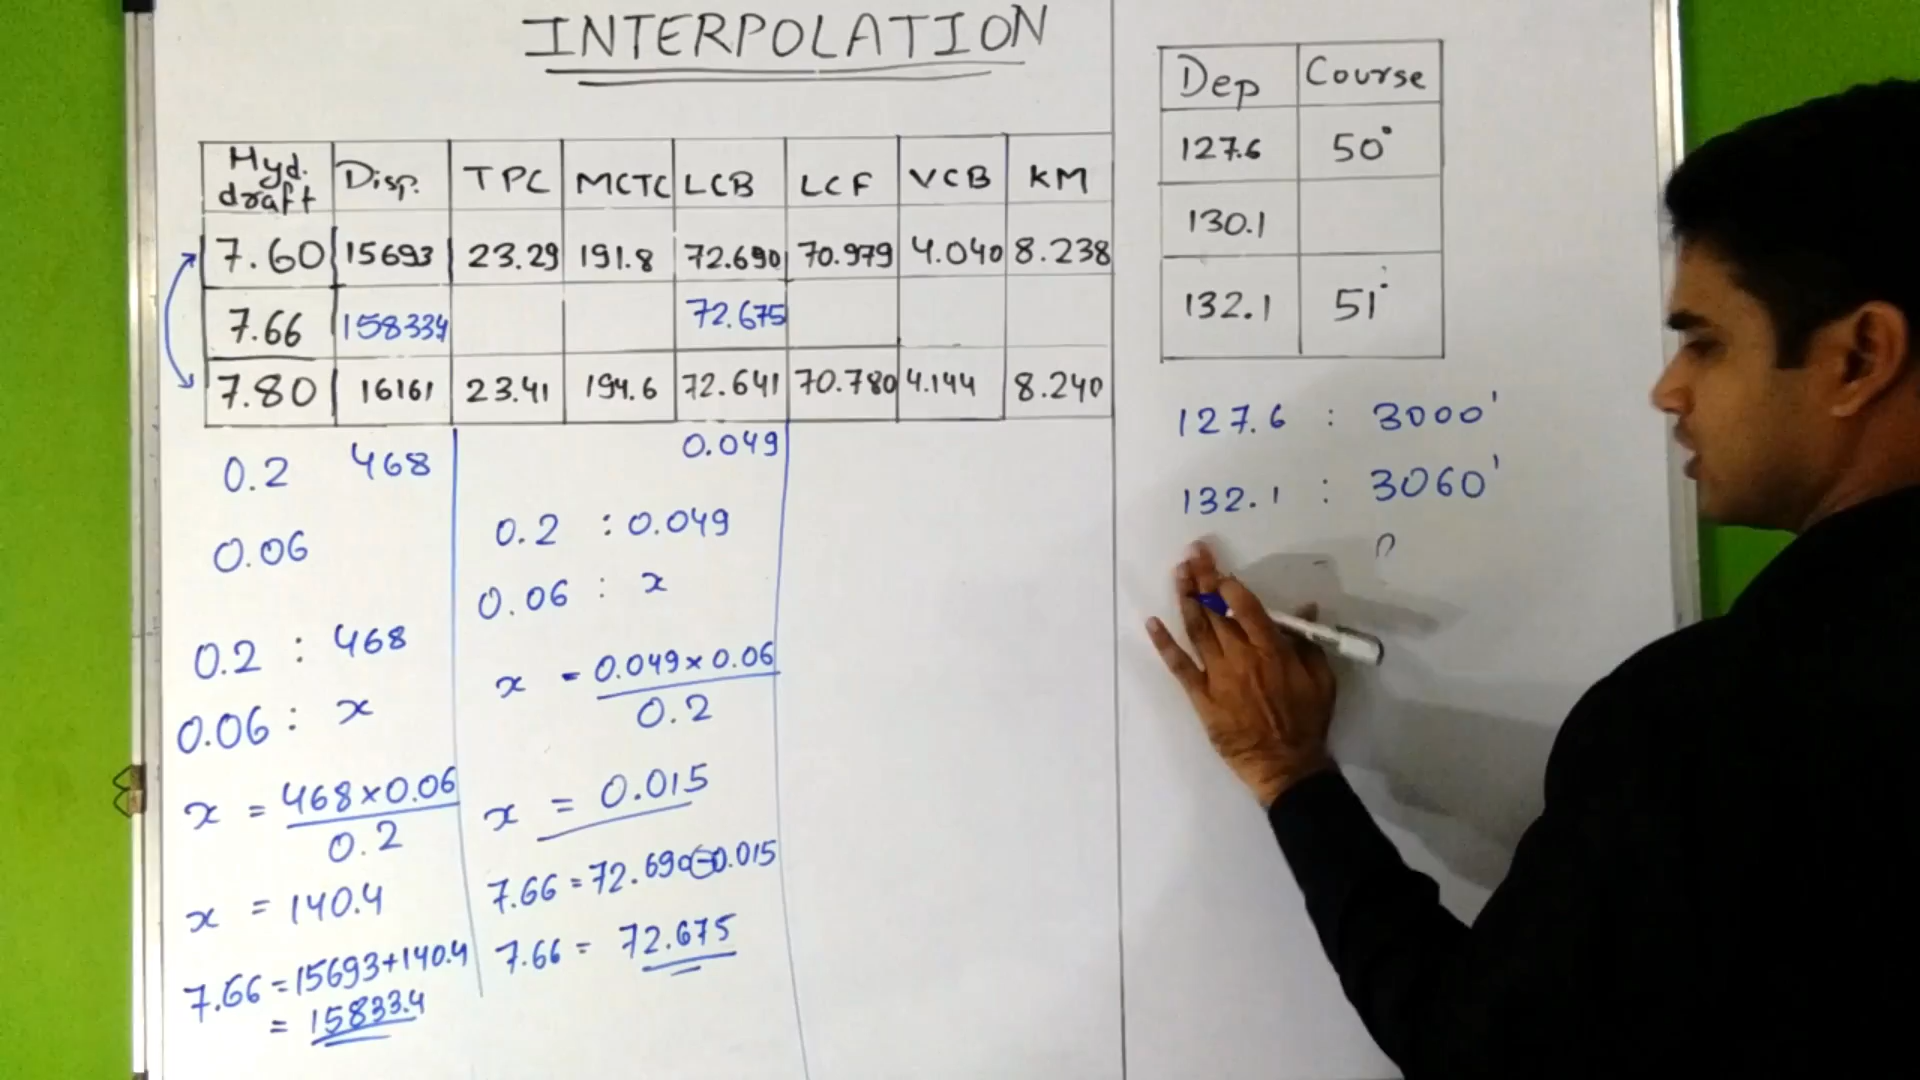 INTERPOLATION
Hyd. draft Disp. TPC MCTC LCB LCF VCB KM
7.60 15693 23.29 191.8 72.690 70.979 4.040 8.238
7.66 15833.4 72.675
7.80 16161 23.41 194.6 72.641 70.780 4.144 8.240
0.2 468
0.06
0.2 : 468
0.06 : x
x = 468×0.06
0.2
x = 140.4
7.66 = 15693+140.4
= 15833.4
0.049
0.2 : 0.049
0.06 : x
x = 0.049×0.06
0.2
x = 0.015
7.66 = 72.690-0.015
7.66 = 72.675
Dep Course
127.6 50°
130.1
132.1 51°
127.6 : 3000'
132.1 : 3060'